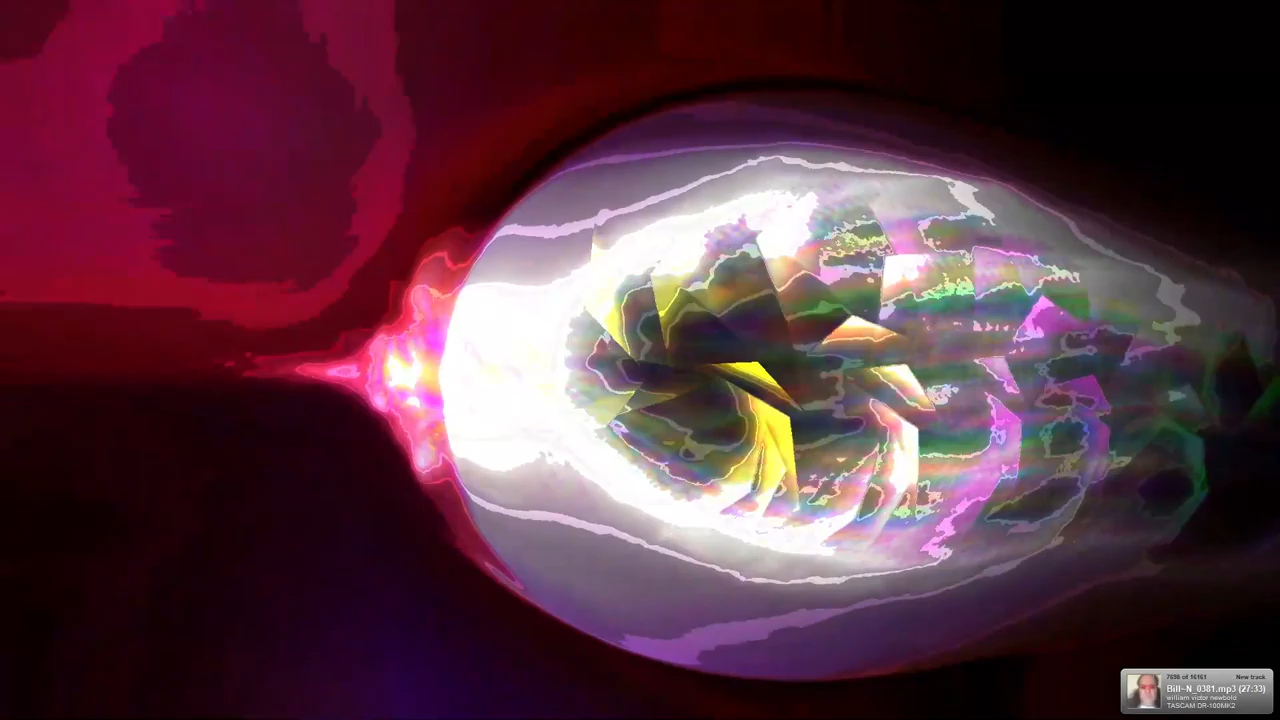 7698 of 16161 New track
Bill~N_0381.mp3 (27:33)
william victor newbold
TASCAM DR-100MK2